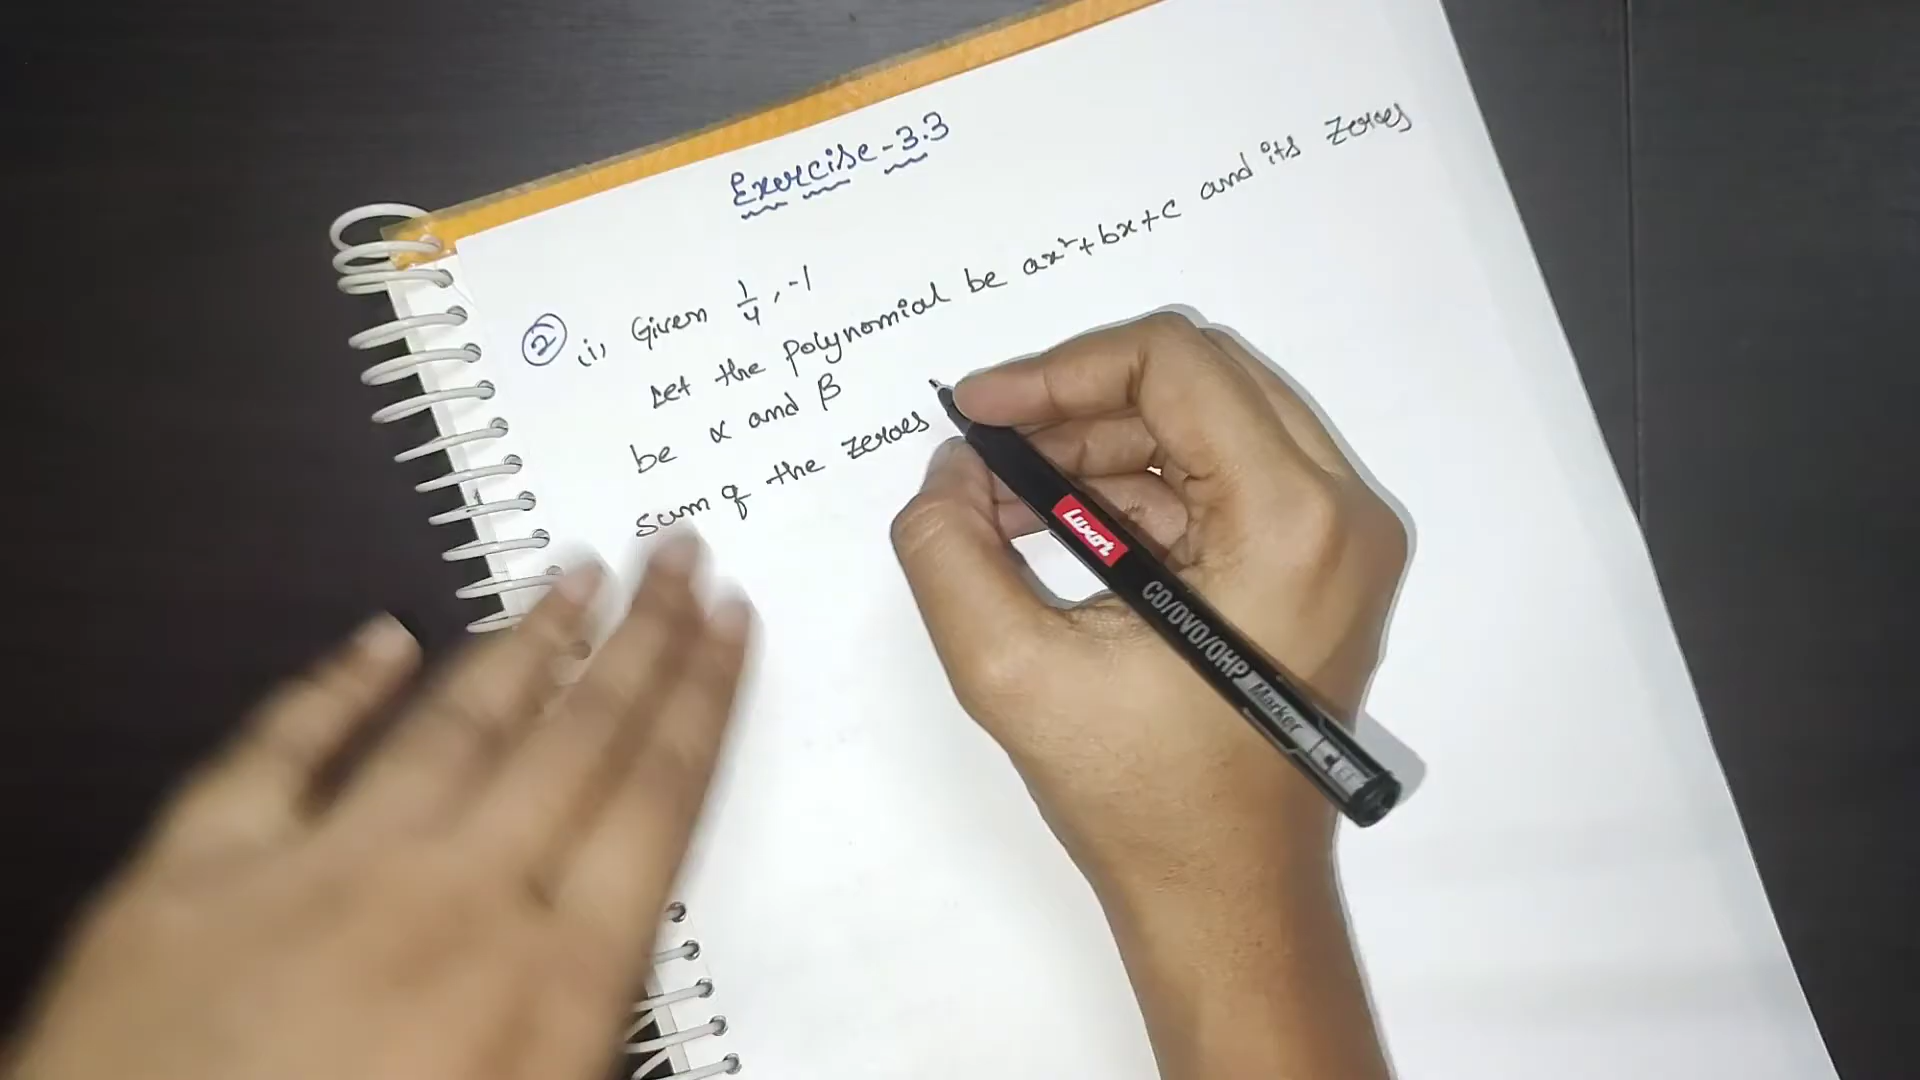 Exercise-3.3
② (i) Given 1/4, -1
Let the polynomial be ax²+bx+c and its zeroes
be α and β
sum of the zeroes
Luxor
CD/DVD/OHP Marker